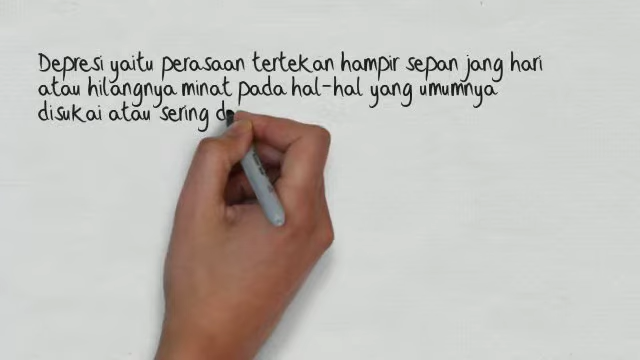 Depresi yaitu perasaan tertekan hampir sepan jang hari
atau hilangnya minat pada hal-hal yang umumnya
disukai atau sering d